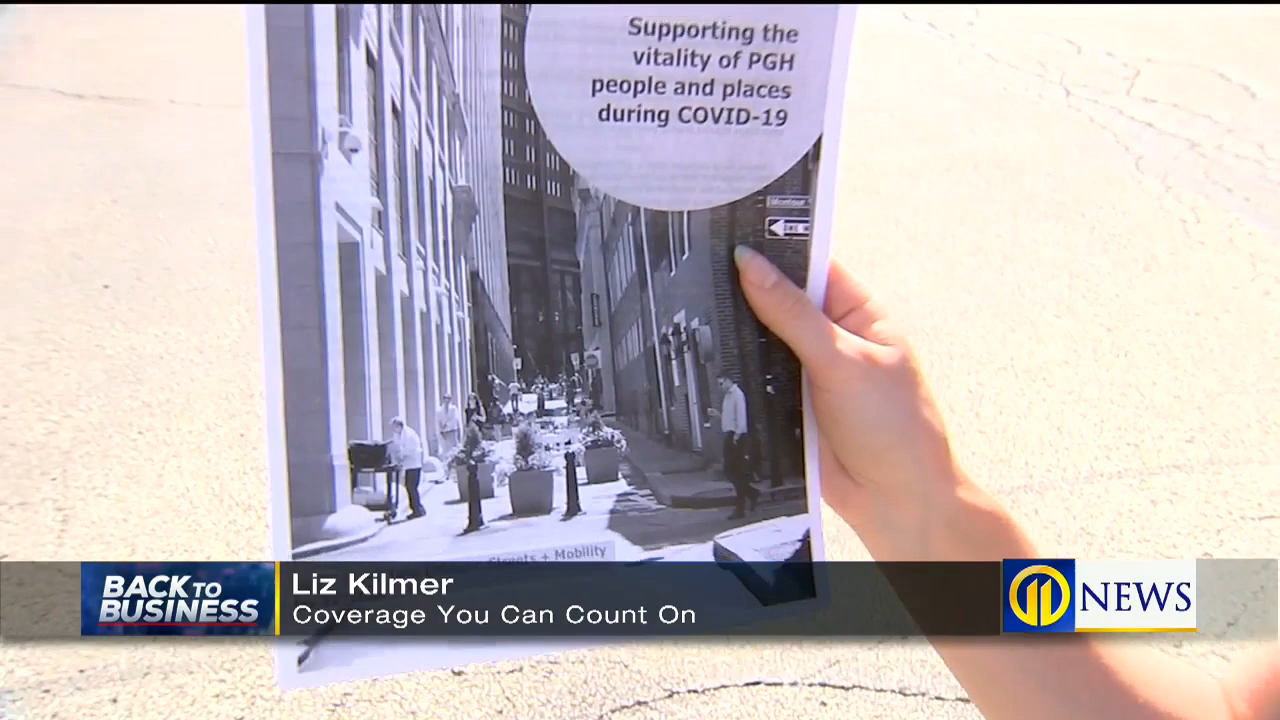 Supporting the
vitality of PGH
people and places
during COVID-19
Streets + Mobility
BACK TO
BUSINESS
Liz Kilmer
Coverage You Can Count On
11 NEWS